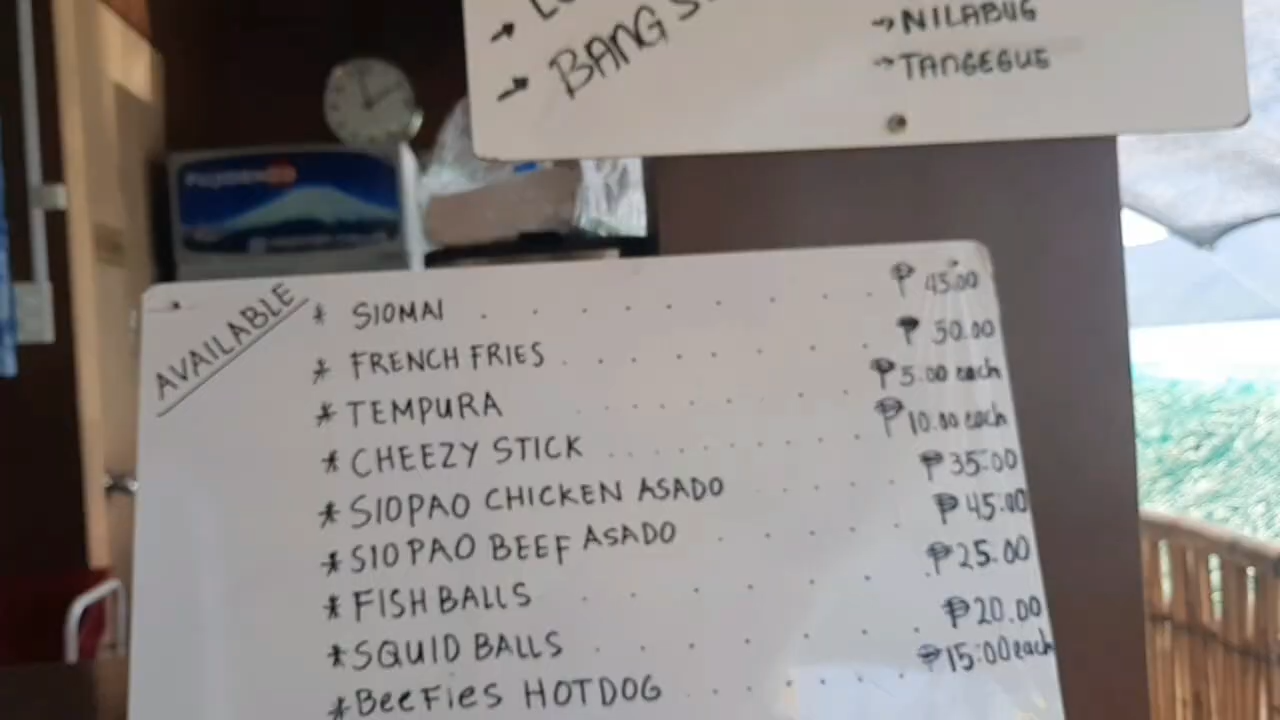 → BANG
→ NILABUG
→ TANGEGUE
AVAILABLE
* SIOMAI . . . . . . . . ₱ 45.00
* FRENCH FRIES . . . . . . . ₱ 50.00
* TEMPURA . . . . . . . ₱5.00 each
* CHEEZY STICK . . . . . . . ₱10.00 each
* SIOPAO CHICKEN ASADO . . . . ₱35.00
* SIOPAO BEEF ASADO . . . . ₱45.00
* FISH BALLS . . . . . . ₱25.00
* SQUID BALLS . . . . . . ₱20.00
* BeeFies HOTDOG . . . . . . ₱15.00 each